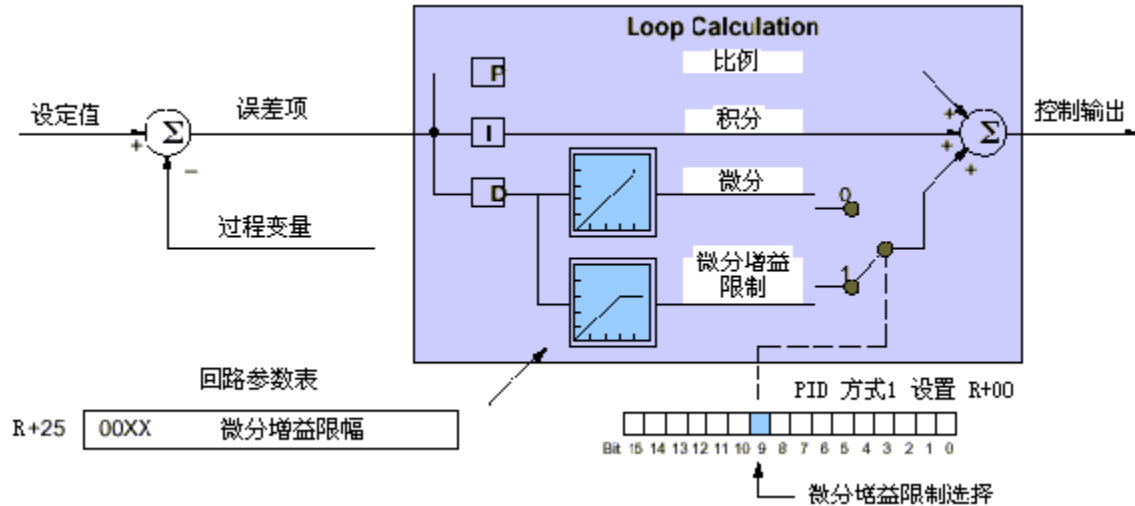 Loop Calculation
P
比例
设定值
+
Σ
−
误差项
I
积分
+
+
Σ
+
控制输出
D
微分
0
过程变量
微分增益
限制
1
回路参数表
PID 方式1 设置 R+00
R+25
00XX
微分增益限幅
Bit 15 14 13 12 11 10 9 8 7 6 5 4 3 2 1 0
微分增益限制选择